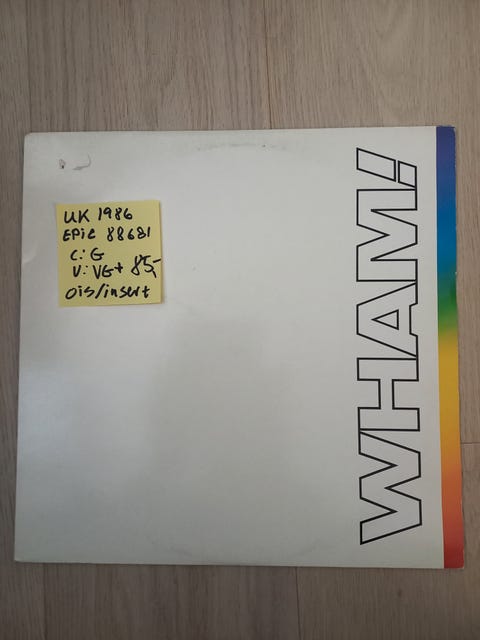 UK 1986
EPIC 88681
C: G
V: VG+ 85,-
ois/insert
WHAM!